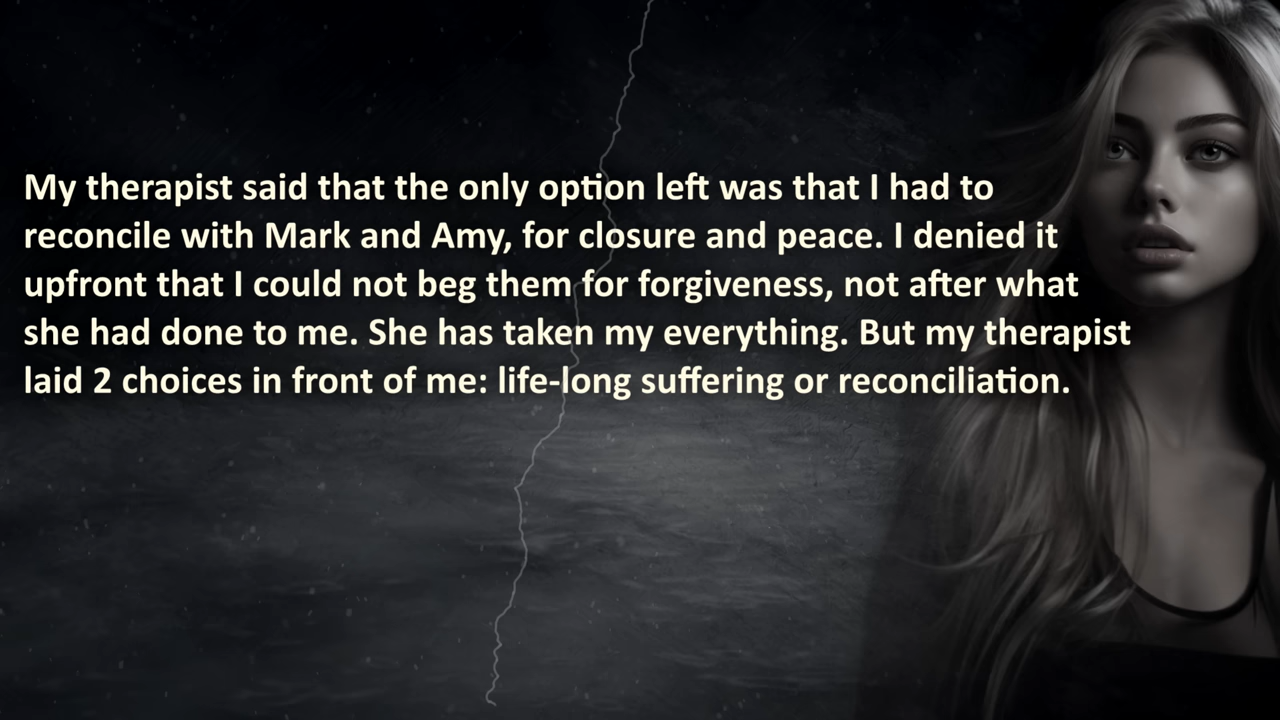 My therapist said that the only option left was that I had to
reconcile with Mark and Amy, for closure and peace. I denied it
upfront that I could not beg them for forgiveness, not after what
she had done to me. She has taken my everything. But my therapist
laid 2 choices in front of me: life-long suffering or reconciliation.